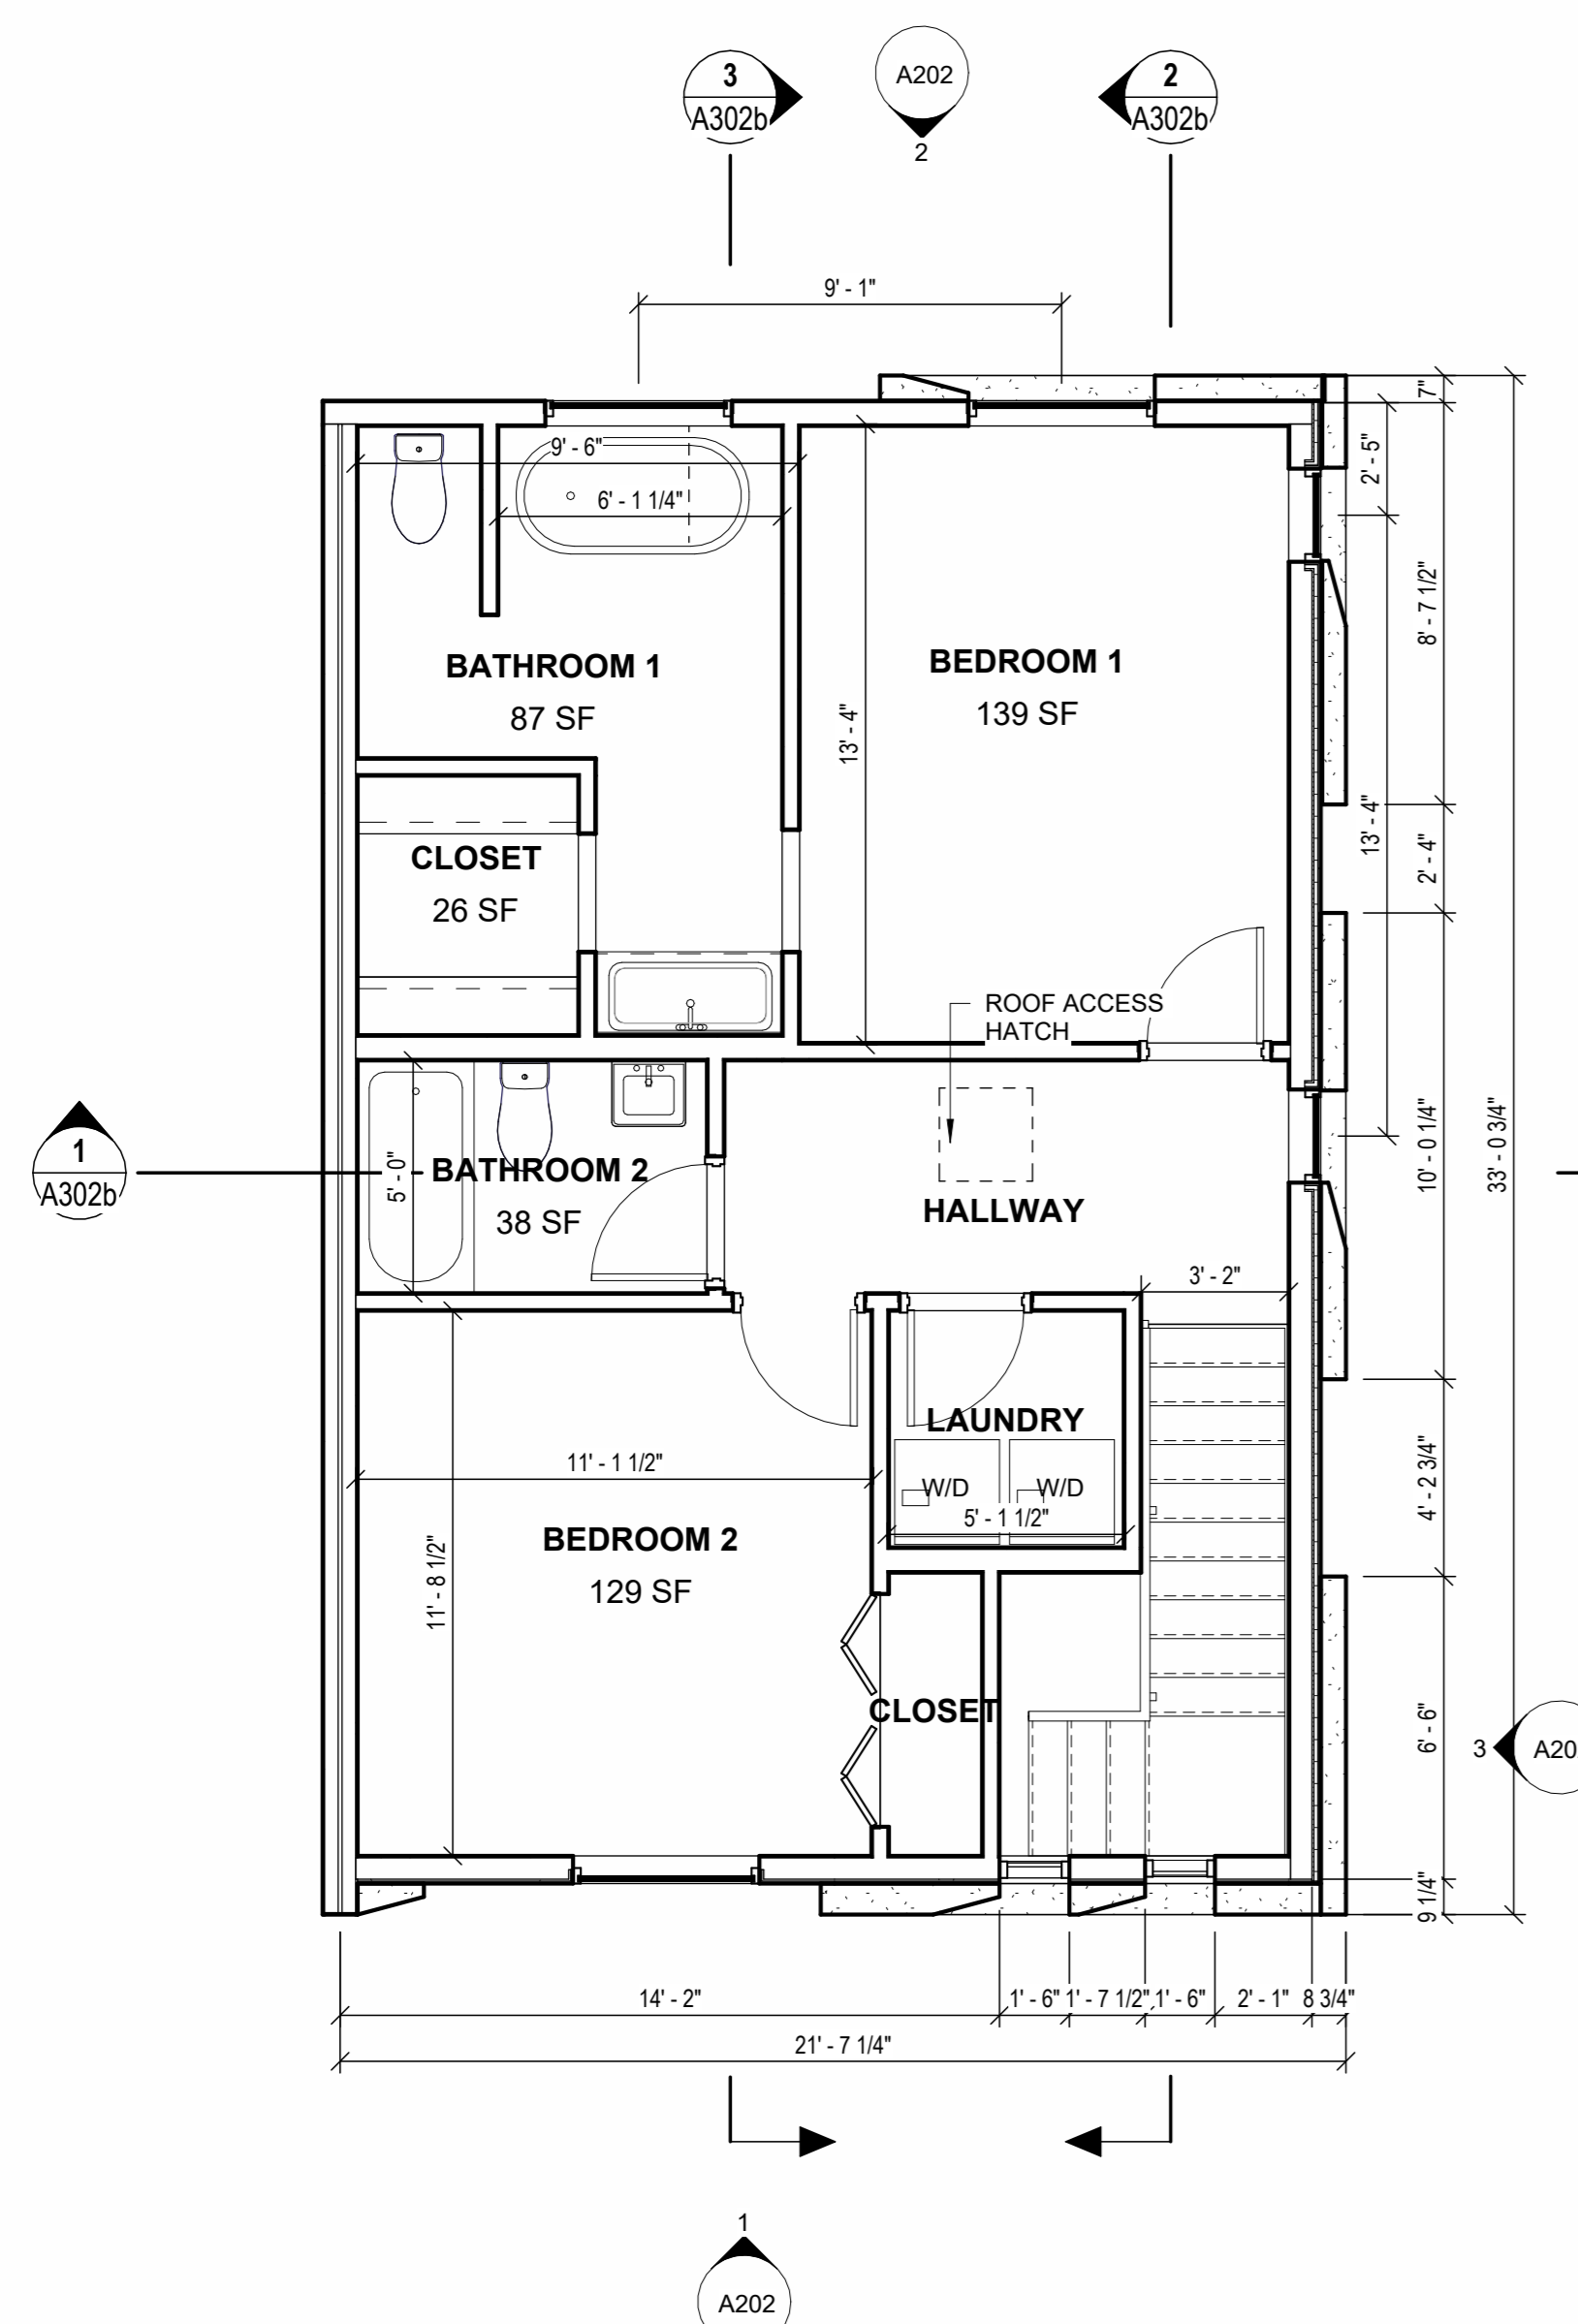 3
A302b
A202
2
2
A302b
9' - 1"
7"
9' - 6"
2' - 5"
6' - 1 1/4"
8' - 7 1/2"
BATHROOM 1
87 SF
BEDROOM 1
139 SF
13' - 4"
13' - 4"
2' - 4"
CLOSET
26 SF
ROOF ACCESS
HATCH
1
A302b
5' - 0"
BATHROOM 2
38 SF
HALLWAY
10' - 0 1/4"
33' - 0 3/4"
3' - 2"
LAUNDRY
W/D
W/D
5' - 1 1/2"
11' - 1 1/2"
4' - 2 3/4"
BEDROOM 2
129 SF
11' - 8 1/2"
CLOSET
6' - 6"
3
A20
9 1/4"
14' - 2"
1' - 6"
1' - 7 1/2"
1' - 6"
2' - 1"
8 3/4"
21' - 7 1/4"
1
A202